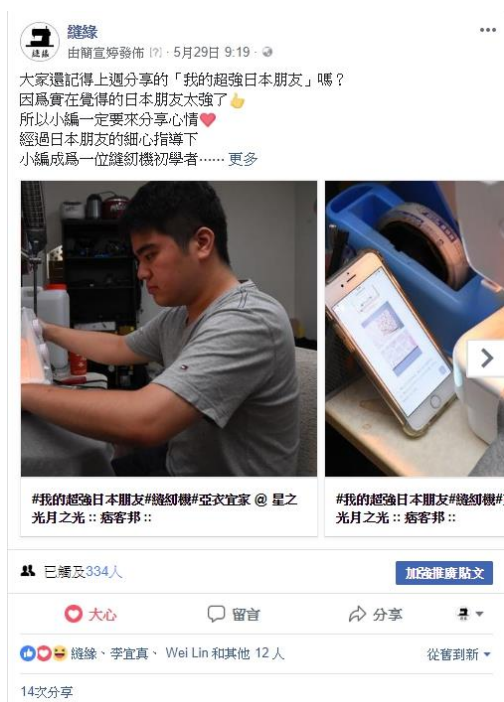 縫緣
由簡宣婷發佈 [?] · 5月29日 9:19 ·
大家還記得上週分享的「我的超強日本朋友」嗎？
因爲實在覺得的日本朋友太強了👍
所以小編一定要來分享心情❤
經過日本朋友的細心指導下
小編成爲一位縫紉機初學者…… 更多
#我的超強日本朋友#縫紉機#亞衣宜家 @ 星之
光月之光 :: 痞客邦 ::
#我的超強日本朋友#縫紉機#
光月之光 :: 痞客邦 ::
已觸及334人
加強推廣貼文
大心
留言
分享
縫緣、李宜真、 Wei Lin 和其他 12 人
從舊到新
14次分享